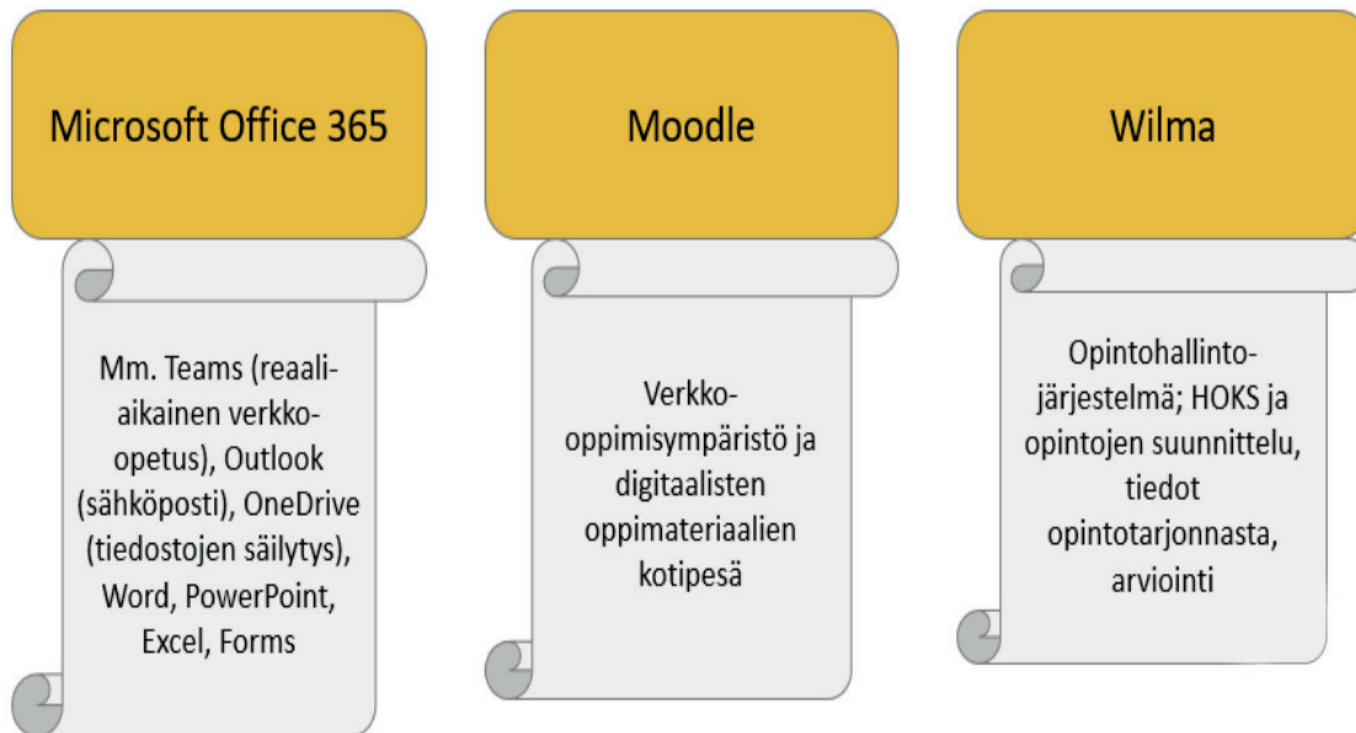 Microsoft Office 365
Mm. Teams (reaali-
aikainen verkko-
opetus), Outlook
(sähköposti), OneDrive
(tiedostojen säilytys),
Word, PowerPoint,
Excel, Forms
Moodle
Verkko-
oppimisympäristö ja
digitaalisten
oppimateriaalien
kotipesä
Wilma
Opintohallinto-
järjestelmä; HOKS ja
opintojen suunnittelu,
tiedot
opintotarjonnasta,
arviointi